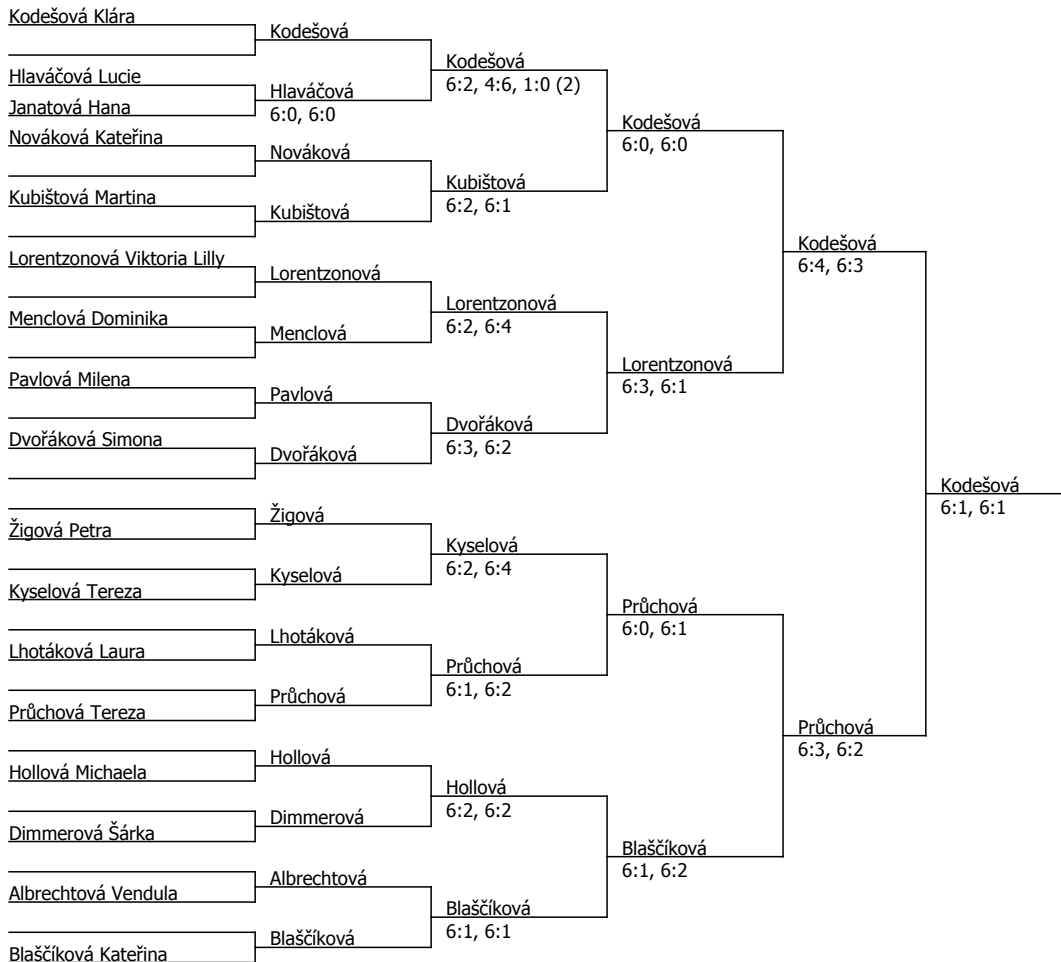 Kodešová Klára
Hlaváčová Lucie
Janatová Hana
Nováková Kateřina
Kubištová Martina
Lorentzonová Viktoria Lilly
Menclová Dominika
Pavlová Milena
Dvořáková Simona
Žigová Petra
Kyselová Tereza
Lhotáková Laura
Průchová Tereza
Hollová Michaela
Dimmerová Šárka
Albrechtová Vendula
Blaščíková Kateřina
Kodešová
Hlaváčová
6:0, 6:0
Nováková
Kubištová
Lorentzonová
Menclová
Pavlová
Dvořáková
Žigová
Kyselová
Lhotáková
Průchová
Hollová
Dimmerová
Albrechtová
Blaščíková
Kodešová
6:2, 4:6, 1:0 (2)
Kubištová
6:2, 6:1
Lorentzonová
6:2, 6:4
Dvořáková
6:3, 6:2
Kyselová
6:2, 6:4
Průchová
6:1, 6:2
Hollová
6:2, 6:2
Blaščíková
6:1, 6:1
Kodešová
6:0, 6:0
Lorentzonová
6:3, 6:1
Průchová
6:0, 6:1
Blaščíková
6:1, 6:2
Kodešová
6:4, 6:3
Průchová
6:3, 6:2
Kodešová
6:1, 6:1